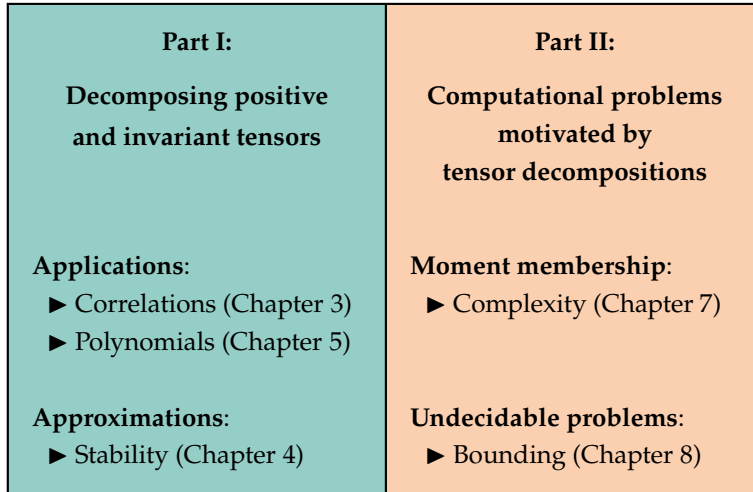 Part I:
Decomposing positive
and invariant tensors
Applications:
► Correlations (Chapter 3)
► Polynomials (Chapter 5)
Approximations:
► Stability (Chapter 4)
Part II:
Computational problems
motivated by
tensor decompositions
Moment membership:
► Complexity (Chapter 7)
Undecidable problems:
► Bounding (Chapter 8)